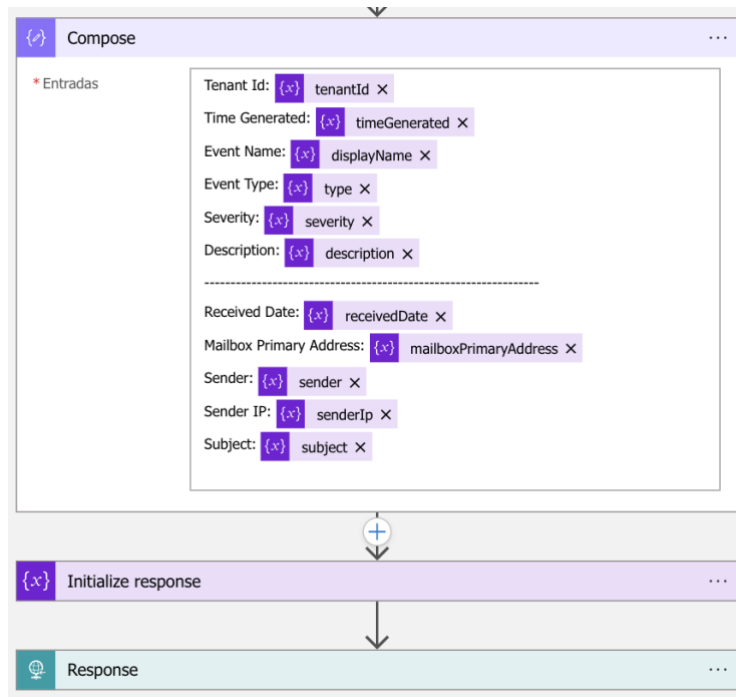 {x} Compose ...
* Entradas
Tenant Id: {x} tenantId ×
Time Generated: {x} timeGenerated ×
Event Name: {x} displayName ×
Event Type: {x} type ×
Severity: {x} severity ×
Description: {x} description ×
----------------------------------------------------------------
Received Date: {x} receivedDate ×
Mailbox Primary Address: {x} mailboxPrimaryAddress ×
Sender: {x} sender ×
Sender IP: {x} senderIp ×
Subject: {x} subject ×
{x} Initialize response ...
Response ...